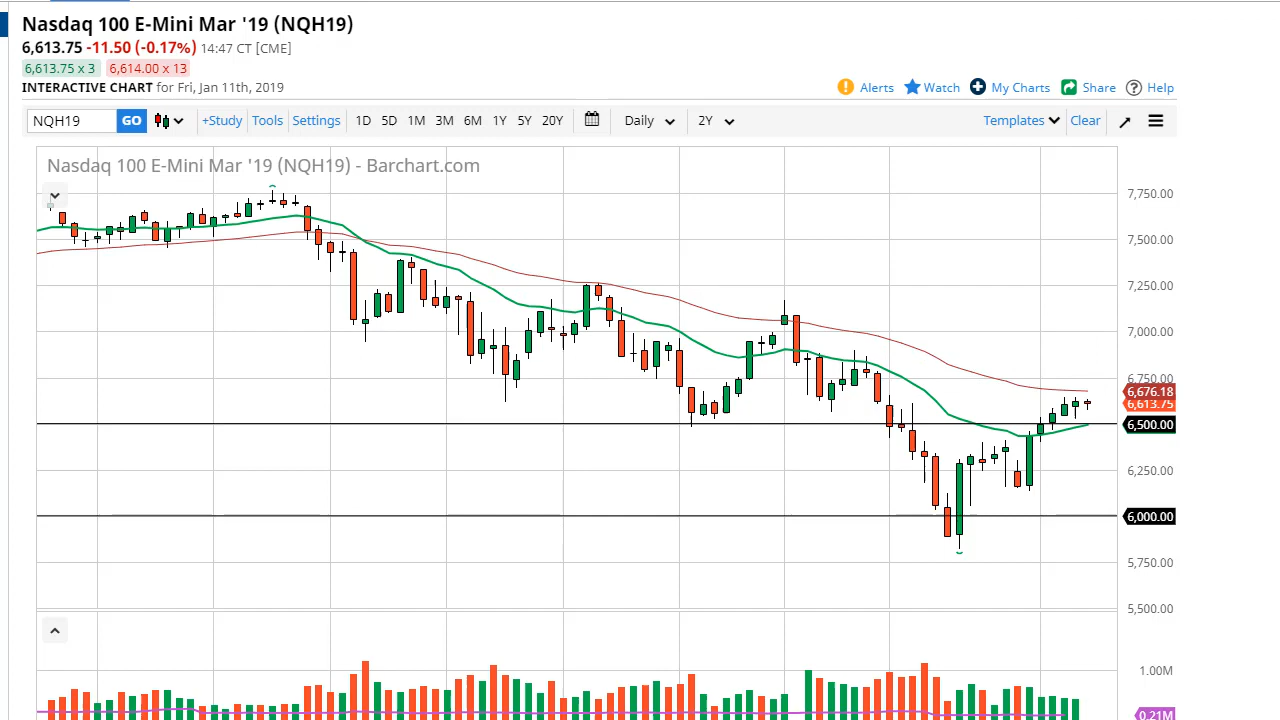 Nasdaq 100 E-Mini Mar '19 (NQH19)
6,613.75 -11.50 (-0.17%) 14:47 CT [CME]
6,613.75 x 3 6,614.00 x 13
INTERACTIVE CHART for Fri, Jan 11th, 2019
Alerts Watch My Charts Share Help
NQH19 GO +Study Tools Settings 1D 5D 1M 3M 6M 1Y 5Y 20Y Daily 2Y Templates Clear
Nasdaq 100 E-Mini Mar '19 (NQH19) - Barchart.com
7,750.00
7,500.00
7,250.00
7,000.00
6,750.00
6,676.18
6,613.75
6,500.00
6,250.00
6,000.00
5,750.00
5,500.00
1.00M
0.21M